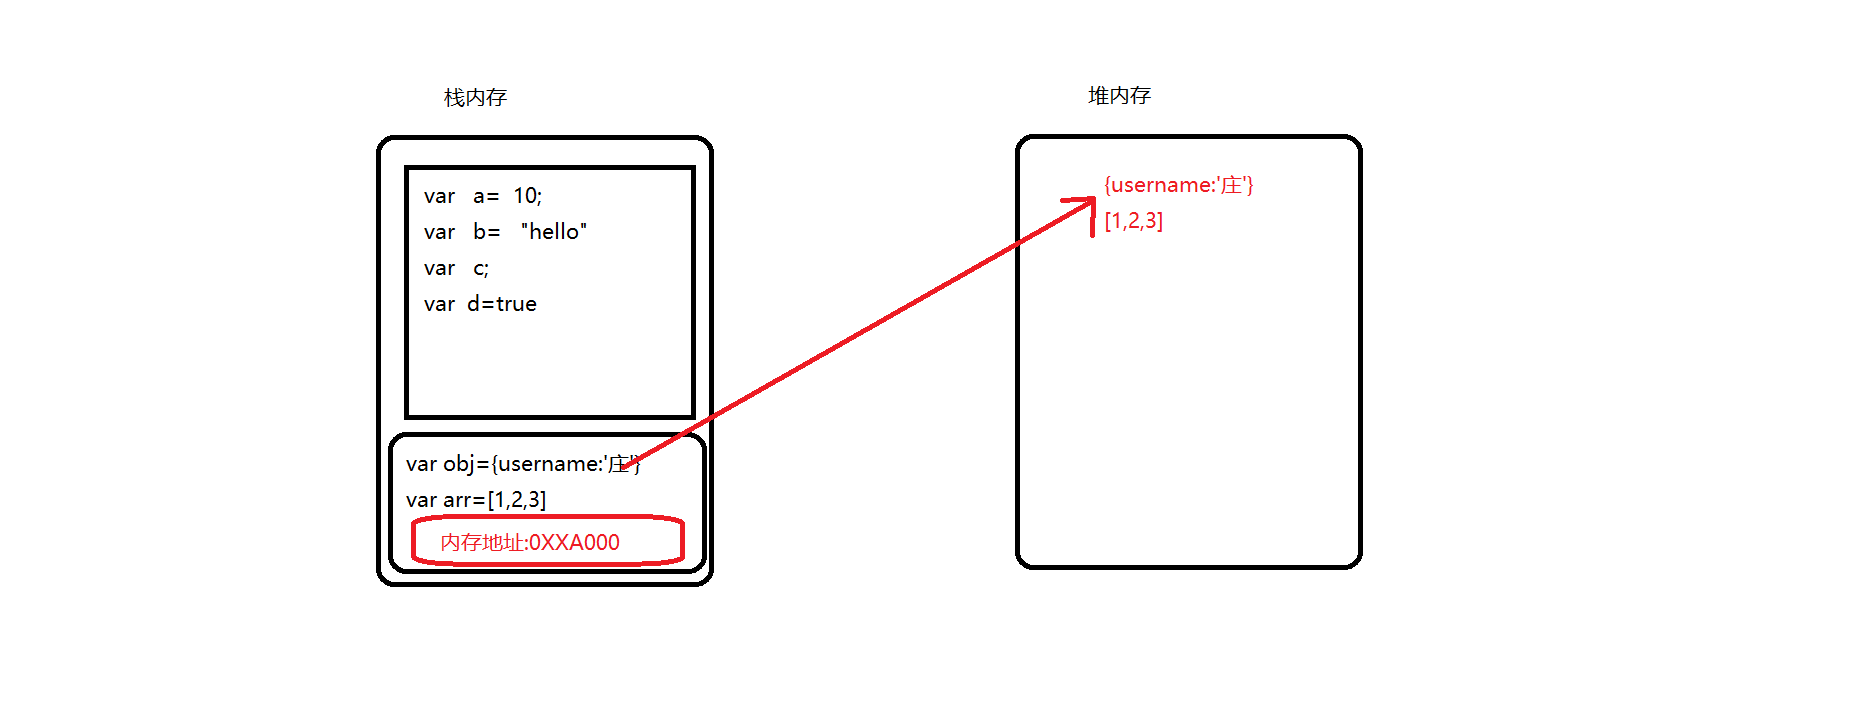 栈内存
堆内存
var a= 10;
var b= "hello"
var c;
var d=true
var obj={username:'庄'}
var arr=[1,2,3]
内存地址:0XXA000
{username:'庄'}
[1,2,3]